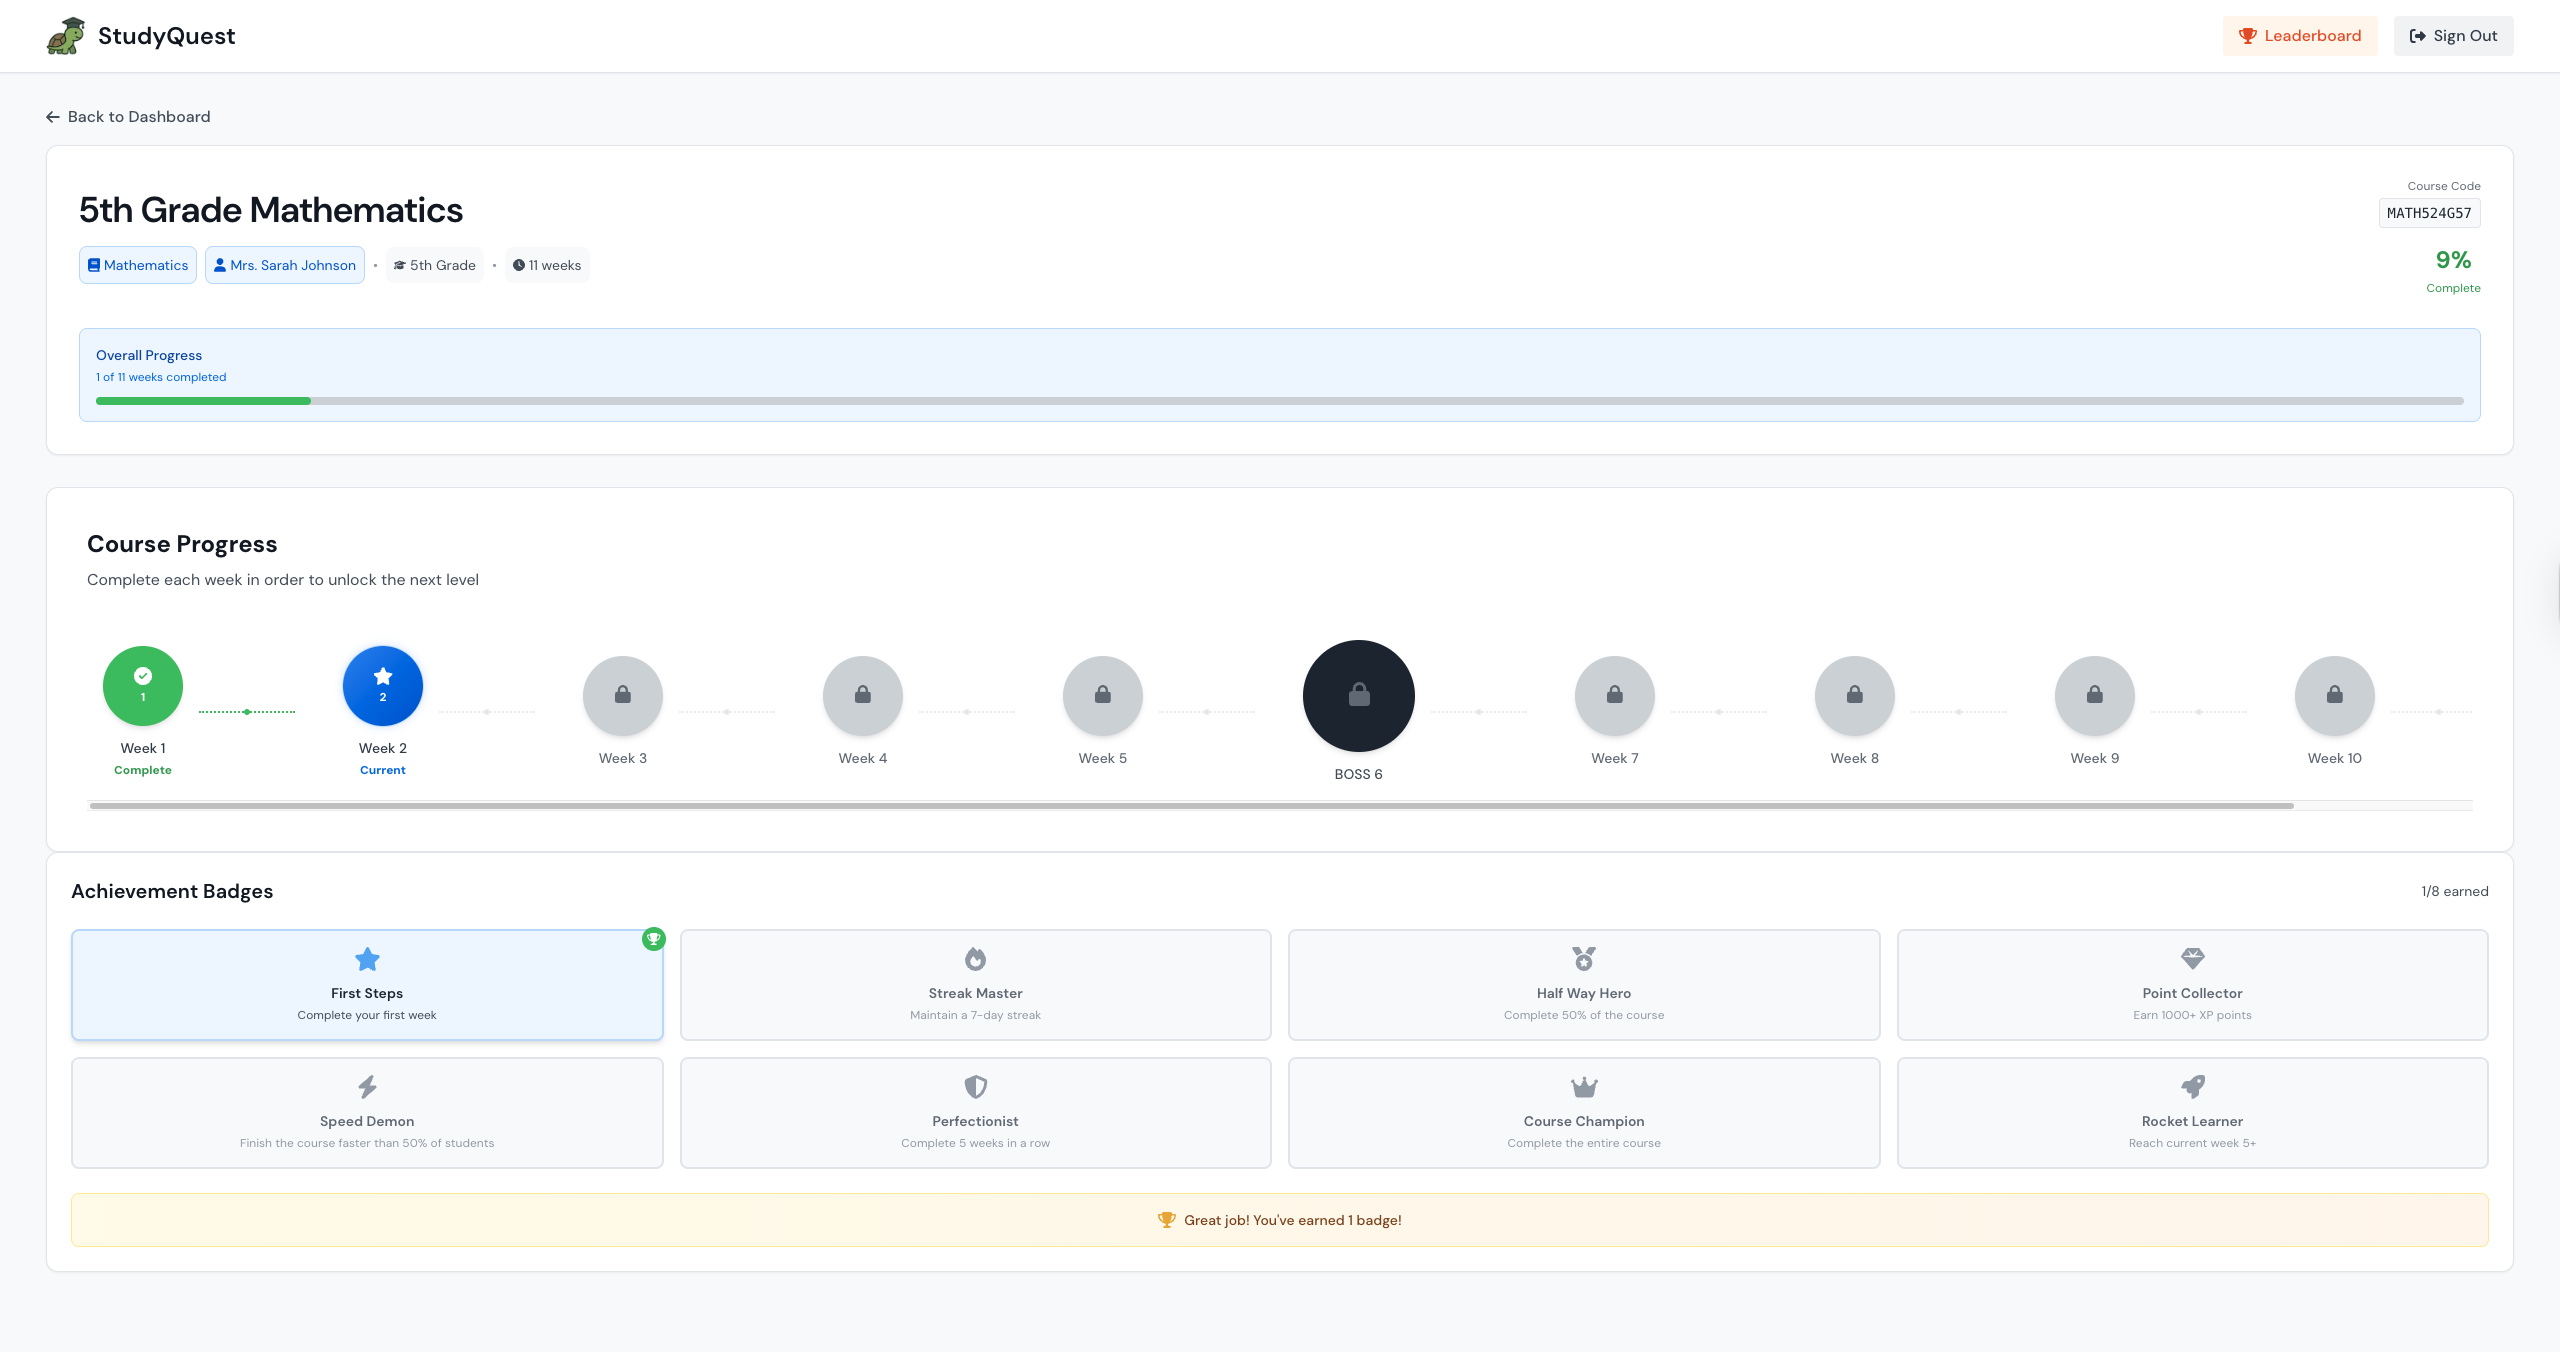 StudyQuest
Leaderboard
Sign Out
Back to Dashboard
5th Grade Mathematics
Course Code
MATH524G57
Mathematics
Mrs. Sarah Johnson
•
5th Grade
•
11 weeks
9%
Complete
Overall Progress
1 of 11 weeks completed
Course Progress
Complete each week in order to unlock the next level
1
2
Week 1
Complete
Week 2
Current
Week 3
Week 4
Week 5
BOSS 6
Week 7
Week 8
Week 9
Week 10
Achievement Badges
1/8 earned
First Steps
Complete your first week
Streak Master
Maintain a 7-day streak
Half Way Hero
Complete 50% of the course
Point Collector
Earn 1000+ XP points
Speed Demon
Finish the course faster than 50% of students
Perfectionist
Complete 5 weeks in a row
Course Champion
Complete the entire course
Rocket Learner
Reach current week 5+
Great job! You've earned 1 badge!